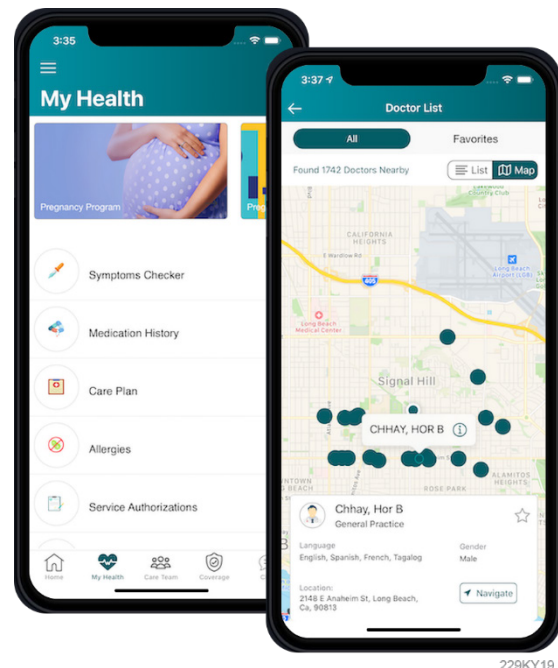 3:35
My Health
Pregnancy Program
Symptoms Checker
Medication History
Care Plan
Allergies
Service Authorizations
Home
My Health
Care Team
Coverage
3:37
Doctor List
All
Favorites
Found 1742 Doctors Nearby
List
Map
Country Club
CALIFORNIA
HEIGHTS
E Wardlow Rd
405
Long Beach
Airport (LGB)
Long Beach
Medical Center
Signal Hill
CHHAY, HOR B
ALAMITOS
HEIGHTS
ROSE PARK
Chhay, Hor B
General Practice
Language
English, Spanish, French, Tagalog
Gender
Male
Location:
2148 E Anaheim St, Long Beach,
Ca, 90813
Navigate
229KY19